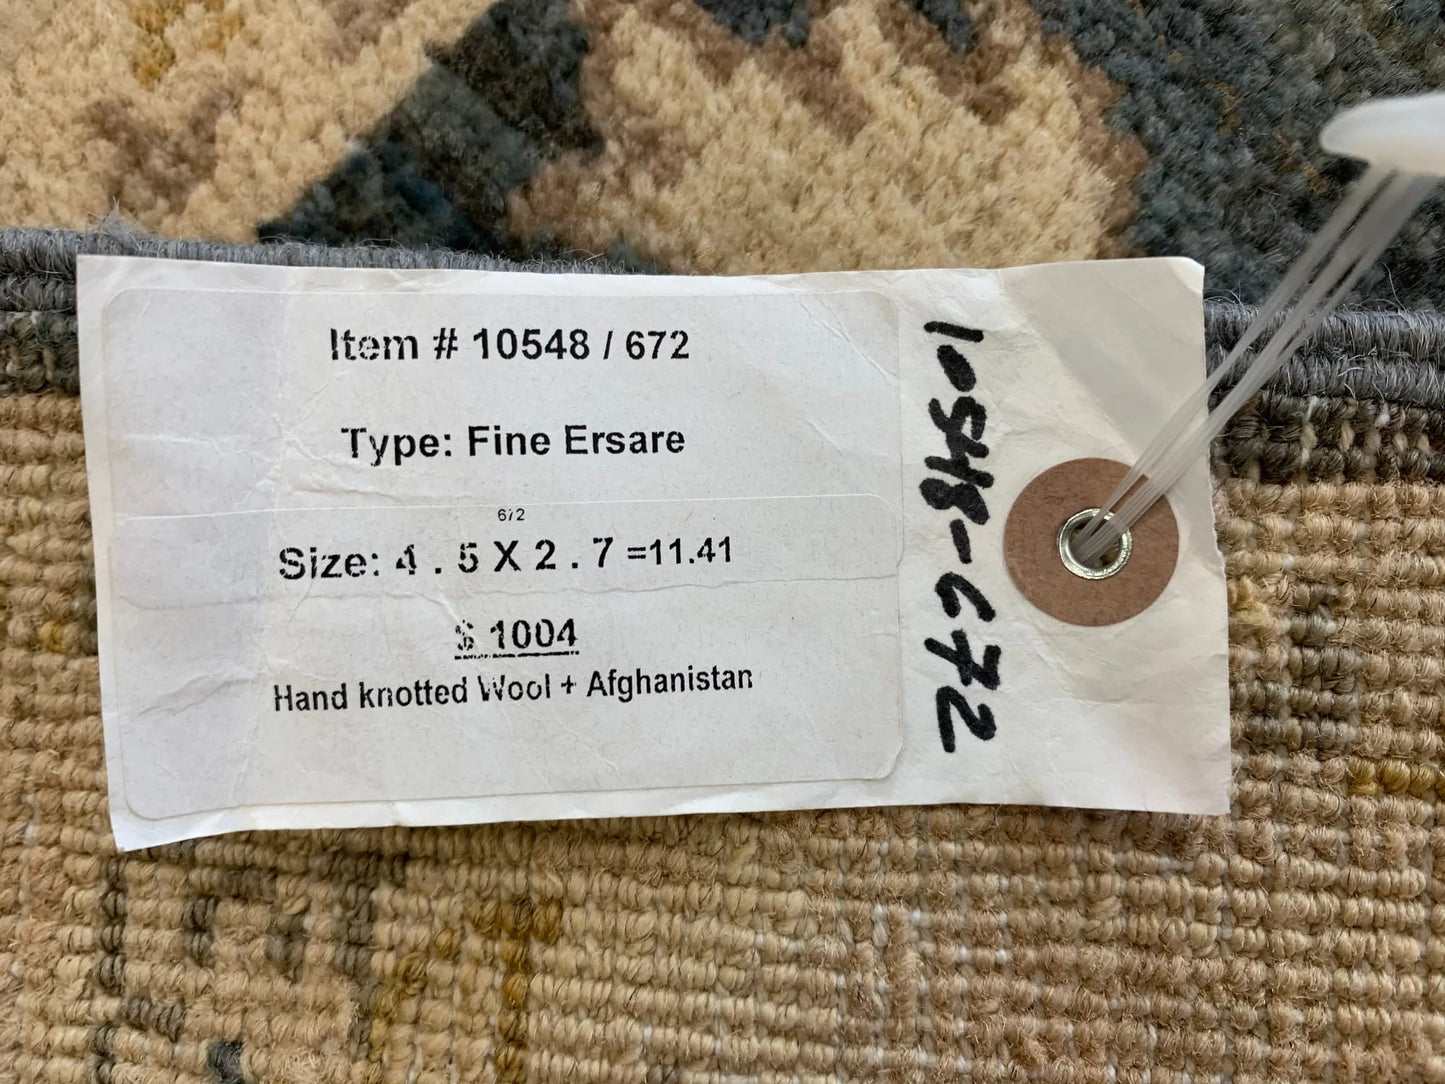 Item # 10548 / 672
Type: Fine Ersare
672
Size: 4 . 5 X 2 . 7 =11.41
$ 1004
Hand knotted Wool + Afghanistan
10548-672